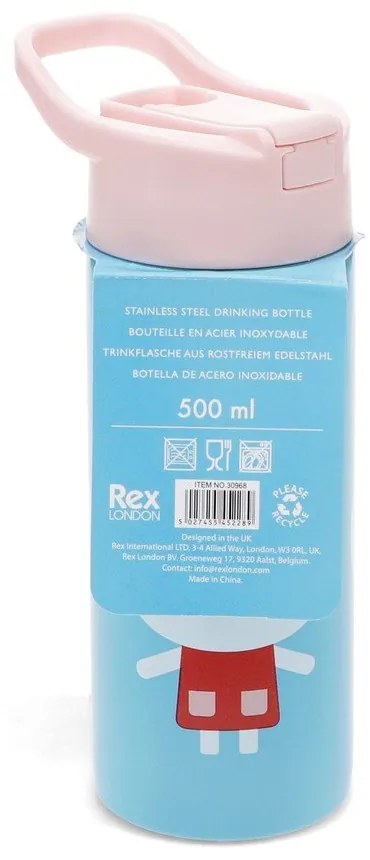 STAINLESS STEEL DRINKING BOTTLE
BOUTEILLE EN ACIER INOXYDABLE
TRINKFLASCHE AUS ROSTFREIEM EDELSTAHL
BOTELLA DE ACERO INOXIDABLE
500 ml
Rex
LONDON
ITEM NO 30968
5 027455 452289
PLEASE
RECYCLE
Designed in the UK
Rex International LTD. 3-4 Allied Way, London, W3 0RL, UK.
Rex London BV. Groeneweg 17, 9320 Aalst, Belgium.
Contact: info@rexlondon.com
Made in China.